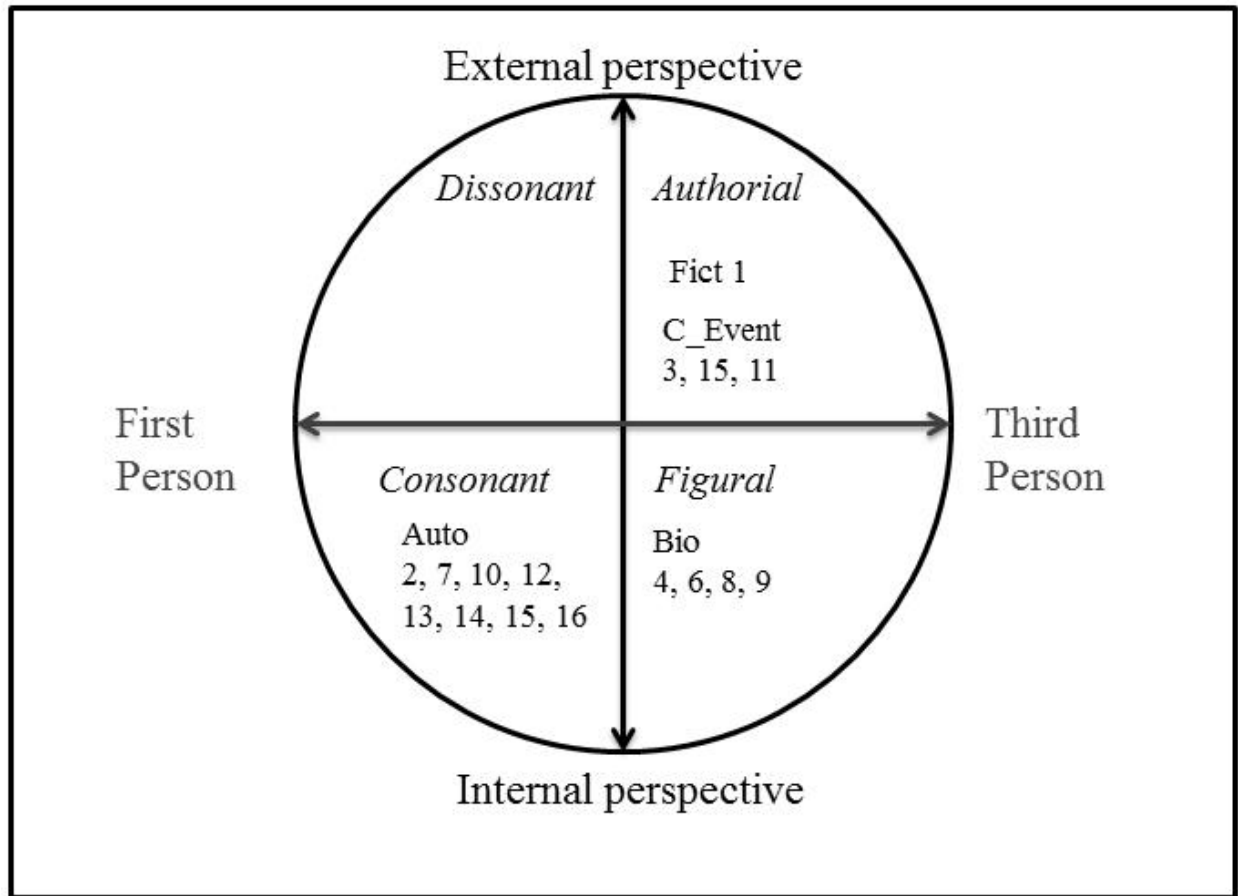 External perspective
Dissonant
Authorial
Fict 1
C_Event
3, 15, 11
First
Person
Third
Person
Consonant
Auto
2, 7, 10, 12,
13, 14, 15, 16
Figural
Bio
4, 6, 8, 9
Internal perspective